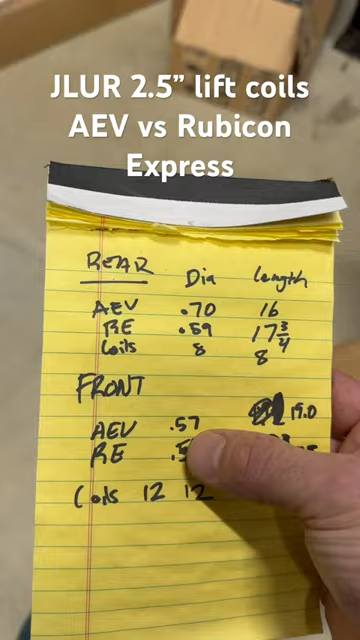 JLUR 2.5” lift coils
AEV vs Rubicon
Express
REAR Dia Length
AEV .70 16
RE .59 17 3/4
Coils 8 8
FRONT
AEV .57 19.0
RE
Coils 12 12